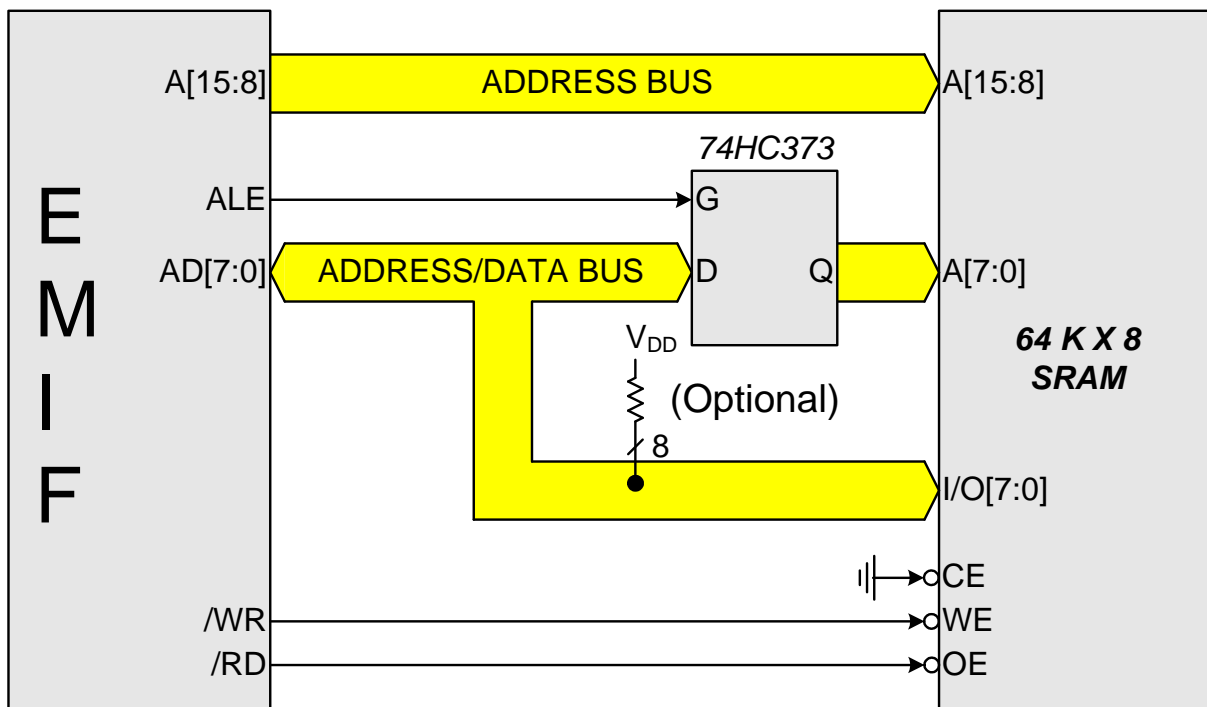 E
M
I
F
A[15:8]
ADDRESS BUS
A[15:8]
74HC373
ALE
G
AD[7:0]
ADDRESS/DATA BUS
D
Q
A[7:0]
64 K X 8
SRAM
VDD
(Optional)
8
I/O[7:0]
CE
/WR
WE
/RD
OE